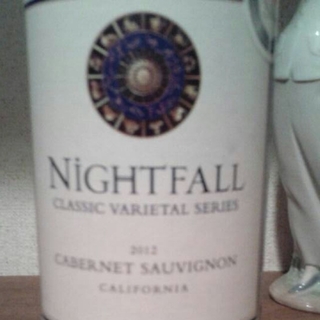 NiGHTFALL
CLASSIC VARIETAL SERIES
2012
CABERNET SAUVIGNON
CALIFORNIA